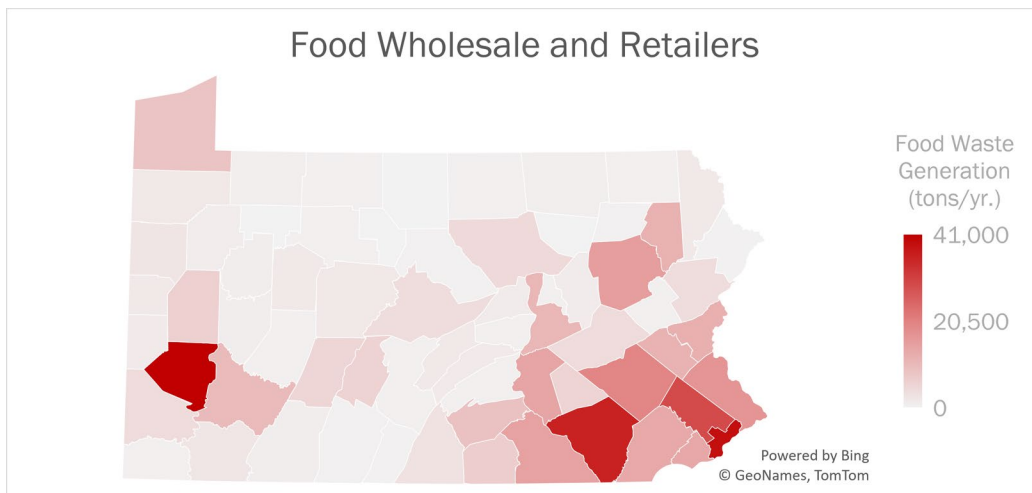 Food Wholesale and Retailers
Food Waste
Generation
(tons/yr.)
41,000
20,500
0
Powered by Bing
© GeoNames, TomTom